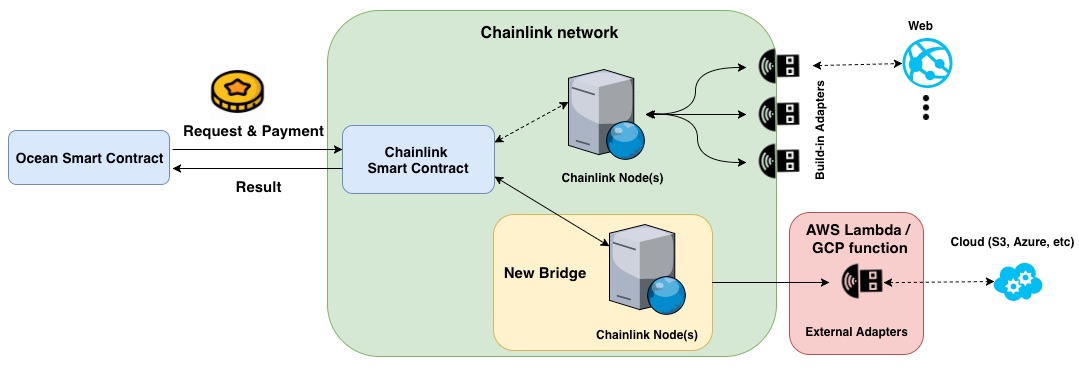 Chainlink network
Web
Request & Payment
Build-in Adapters
Ocean Smart Contract
Chainlink
Smart Contract
Result
Chainlink Node(s)
New Bridge
Chainlink Node(s)
AWS Lambda /
GCP function
External Adapters
Cloud (S3, Azure, etc)